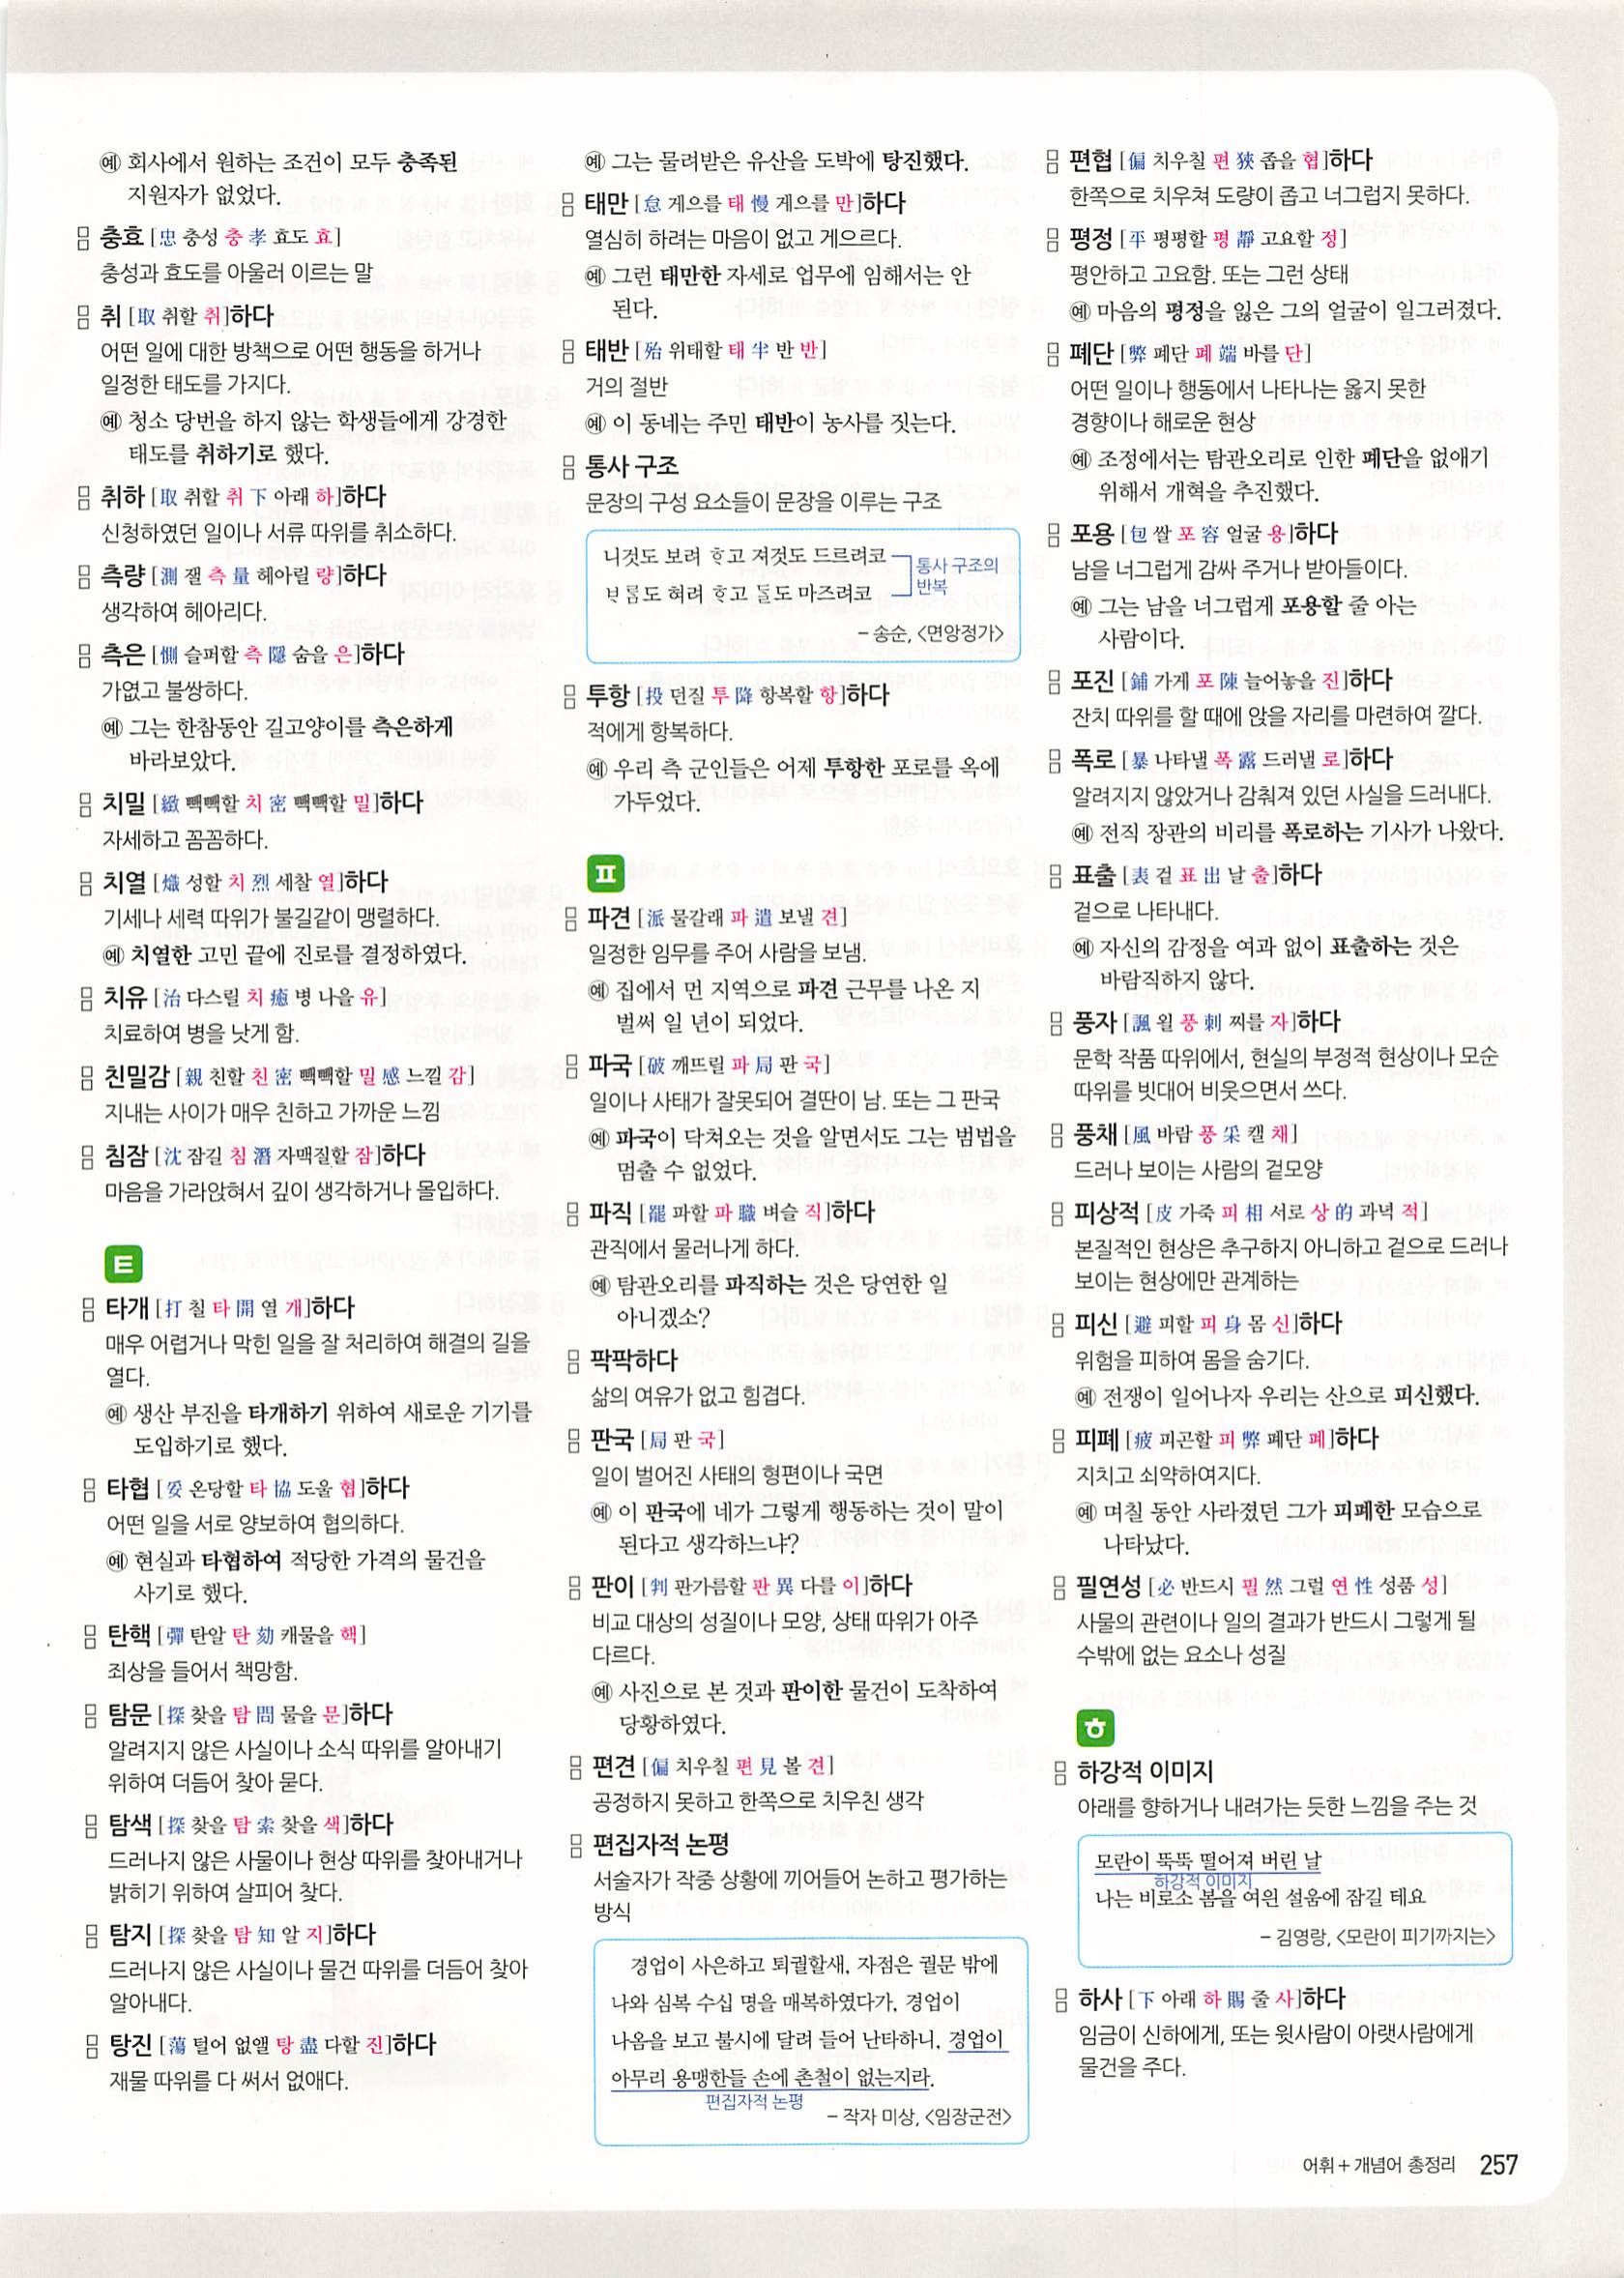 예 회사에서 원하는 조건이 모두 충족된
지원자가 없었다.
충효 [忠 충성 충 孝 효도 효]
충성과 효도를 아울러 이르는 말
취 [取 취할 취]하다
어떤 일에 대한 방책으로 어떤 행동을 하거나
일정한 태도를 가지다.
예 청소 당번을 하지 않는 학생들에게 강경한
태도를 취하기로 했다.
취하 [取 취할 취 下 아래 하]하다
신청하였던 일이나 서류 따위를 취소하다.
측량 [測 잴 측 量 헤아릴 량]하다
생각하여 헤아리다.
측은 [惻 슬퍼할 측 隱 숨을 은]하다
가엾고 불쌍하다.
예 그는 한참동안 길고양이를 측은하게
바라보았다.
치밀 [緻 빽빽할 치 密 빽빽할 밀]하다
자세하고 꼼꼼하다.
치열 [熾 성할 치 烈 세찰 열]하다
기세나 세력 따위가 불길같이 맹렬하다.
예 치열한 고민 끝에 진로를 결정하였다.
치유 [治 다스릴 치 癒 병 나을 유]
치료하여 병을 낫게 함.
친밀감 [親 친할 친 密 빽빽할 밀 感 느낄 감]
지내는 사이가 매우 친하고 가까운 느낌
침잠 [沈 잠길 침 潛 자맥질할 잠]하다
마음을 가라앉혀서 깊이 생각하거나 몰입하다.
ㅌ
타개 [打 칠 타 開 열 개]하다
매우 어렵거나 막힌 일을 잘 처리하여 해결의 길을
열다.
예 생산 부진을 타개하기 위하여 새로운 기기를
도입하기로 했다.
타협 [妥 온당할 타 協 도울 협]하다
어떤 일을 서로 양보하여 협의하다.
예 현실과 타협하여 적당한 가격의 물건을
사기로 했다.
탄핵 [彈 탄알 탄 劾 캐물을 핵]
죄상을 들어서 책망함.
탐문 [探 찾을 탐 問 물을 문]하다
알려지지 않은 사실이나 소식 따위를 알아내기
위하여 더듬어 찾아 묻다.
탐색 [探 찾을 탐 索 찾을 색]하다
드러나지 않은 사물이나 현상 따위를 찾아내거나
밝히기 위하여 살피어 찾다.
탐지 [探 찾을 탐 知 알 지]하다
드러나지 않은 사실이나 물건 따위를 더듬어 찾아
알아내다.
탕진 [蕩 털어 없앨 탕 盡 다할 진]하다
재물 따위를 다 써서 없애다.
예 그는 물려받은 유산을 도박에 탕진했다.
태만 [怠 게으를 태 慢 게으를 만]하다
열심히 하려는 마음이 없고 게으르다.
예 그런 태만한 자세로 업무에 임해서는 안
된다.
태반 [殆 위태할 태 半 반 반]
거의 절반
예 이 동네는 주민 태반이 농사를 짓는다.
통사 구조
문장의 구성 요소들이 문장을 이루는 구조
니것도 보려 ᄒᆞ고 져것도 드르려코
ᄇᆞᄅᆞᆷ도 혀려 ᄒᆞ고 ᄃᆞᆯ도 마즈려코
통사 구조의
반복
– 송순, <면앙정가>
투항 [投 던질 투 降 항복할 항]하다
적에게 항복하다.
예 우리 측 군인들은 어제 투항한 포로를 옥에
가두었다.
ㅍ
파견 [派 물갈래 파 遣 보낼 견]
일정한 임무를 주어 사람을 보냄.
예 집에서 먼 지역으로 파견 근무를 나온 지
벌써 일 년이 되었다.
파국 [破 깨뜨릴 파 局 판 국]
일이나 사태가 잘못되어 결딴이 남. 또는 그 판국
예 파국이 닥쳐오는 것을 알면서도 그는 범법을
멈출 수 없었다.
파직 [罷 파할 파 職 벼슬 직]하다
관직에서 물러나게 하다.
예 탐관오리를 파직하는 것은 당연한 일
아니겠소?
팍팍하다
삶의 여유가 없고 힘겹다.
판국 [局 판 국]
일이 벌어진 사태의 형편이나 국면
예 이 판국에 네가 그렇게 행동하는 것이 말이
된다고 생각하느냐?
판이 [判 판가름할 판 異 다를 이]하다
비교 대상의 성질이나 모양, 상태 따위가 아주
다르다.
예 사진으로 본 것과 판이한 물건이 도착하여
당황하였다.
편견 [偏 치우칠 편 見 볼 견]
공정하지 못하고 한쪽으로 치우친 생각
편집자적 논평
서술자가 작중 상황에 끼어들어 논하고 평가하는
방식
경업이 사은하고 퇴궐할새, 자점은 궐문 밖에
나와 심복 수십 명을 매복하였다가, 경업이
나옴을 보고 불시에 달려 들어 난타하니, 경업이
아무리 용맹한들 손에 촌철이 없는지라.
편집자적 논평
– 작자 미상, <임장군전>
편협 [偏 치우칠 편 狹 좁을 협]하다
한쪽으로 치우쳐 도량이 좁고 너그럽지 못하다.
평정 [平 평평할 평 靜 고요할 정]
평안하고 고요함. 또는 그런 상태
예 마음의 평정을 잃은 그의 얼굴이 일그러졌다.
폐단 [弊 폐단 폐 端 바를 단]
어떤 일이나 행동에서 나타나는 옳지 못한
경향이나 해로운 현상
예 조정에서는 탐관오리로 인한 폐단을 없애기
위해서 개혁을 추진했다.
포용 [包 쌀 포 容 얼굴 용]하다
남을 너그럽게 감싸 주거나 받아들이다.
예 그는 남을 너그럽게 포용할 줄 아는
사람이다.
포진 [鋪 가게 포 陳 늘어놓을 진]하다
잔치 따위를 할 때에 앉을 자리를 마련하여 깔다.
폭로 [暴 나타낼 폭 露 드러낼 로]하다
알려지지 않았거나 감춰져 있던 사실을 드러내다.
예 전직 장관의 비리를 폭로하는 기사가 나왔다.
표출 [表 겉 표 出 날 출]하다
겉으로 나타내다.
예 자신의 감정을 여과 없이 표출하는 것은
바람직하지 않다.
풍자 [諷 욀 풍 刺 찌를 자]하다
문학 작품 따위에서, 현실의 부정적 현상이나 모순
따위를 빗대어 비웃으면서 쓰다.
풍채 [風 바람 풍 采 캘 채]
드러나 보이는 사람의 겉모양
피상적 [皮 가죽 피 相 서로 상 的 과녁 적]
본질적인 현상은 추구하지 아니하고 겉으로 드러나
보이는 현상에만 관계하는
피신 [避 피할 피 身 몸 신]하다
위험을 피하여 몸을 숨기다.
예 전쟁이 일어나자 우리는 산으로 피신했다.
피폐 [疲 피곤할 피 弊 폐단 폐]하다
지치고 쇠약하여지다.
예 며칠 동안 사라졌던 그가 피폐한 모습으로
나타났다.
필연성 [必 반드시 필 然 그럴 연 性 성품 성]
사물의 관련이나 일의 결과가 반드시 그렇게 될
수밖에 없는 요소나 성질
ㅎ
하강적 이미지
아래를 향하거나 내려가는 듯한 느낌을 주는 것
모란이 뚝뚝 떨어져 버린 날
하강적 이미지
나는 비로소 봄을 여읜 설움에 잠길 테요
– 김영랑, <모란이 피기까지는>
하사 [下 아래 하 賜 줄 사]하다
임금이 신하에게, 또는 윗사람이 아랫사람에게
물건을 주다.
어휘 + 개념어 총정리 257